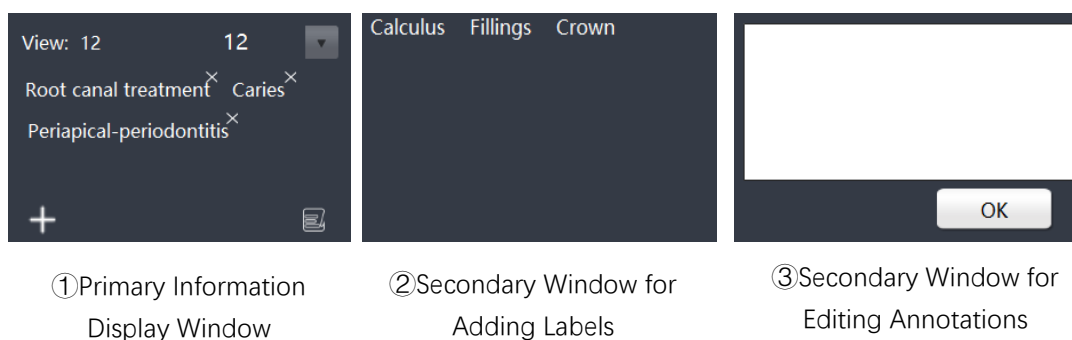 View: 12 12
Root canal treatment× Caries×
Periapical-periodontitis×
Calculus Fillings Crown
OK
①Primary Information
Display Window
②Secondary Window for
Adding Labels
③Secondary Window for
Editing Annotations